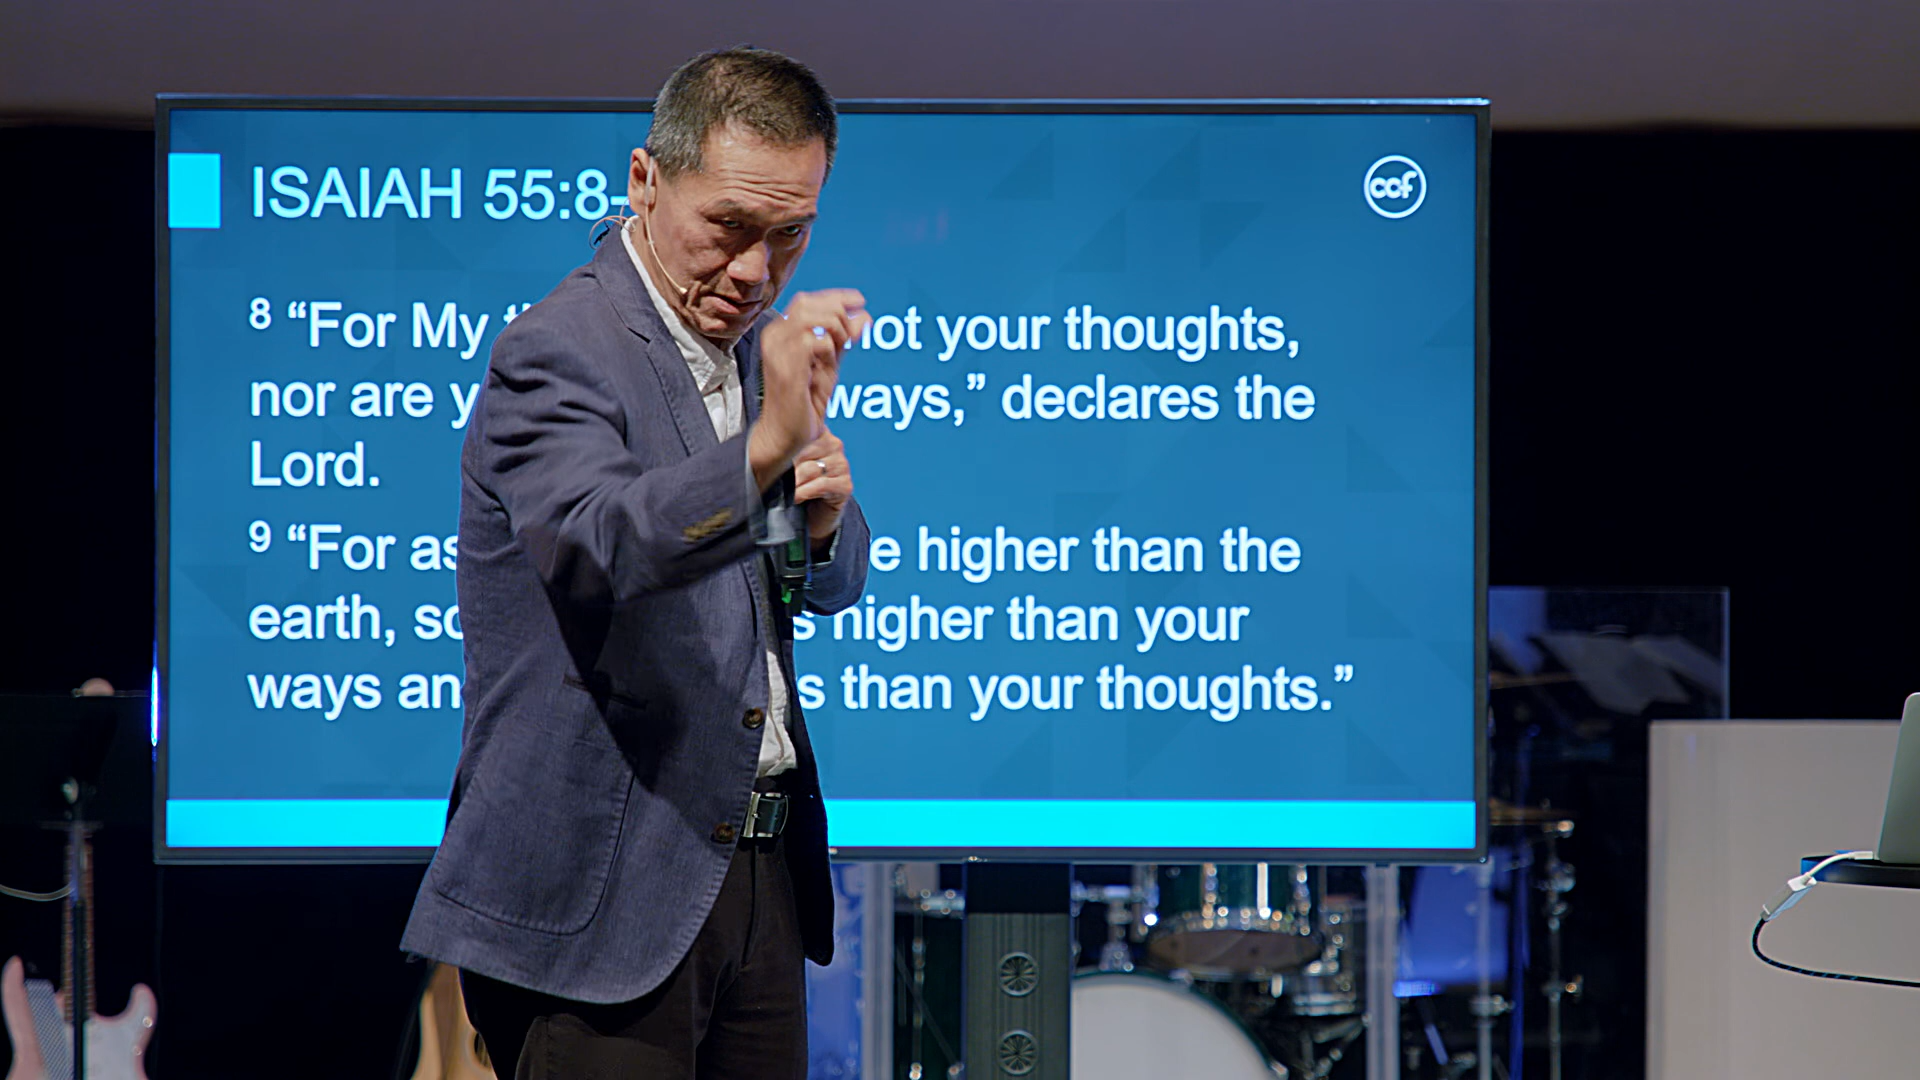 ISAIAH 55:8-
ccf
8 “For My not your thoughts,
nor are ways,” declares the
Lord.
9 “For as higher than the
earth, so higher than your
ways than your thoughts.”